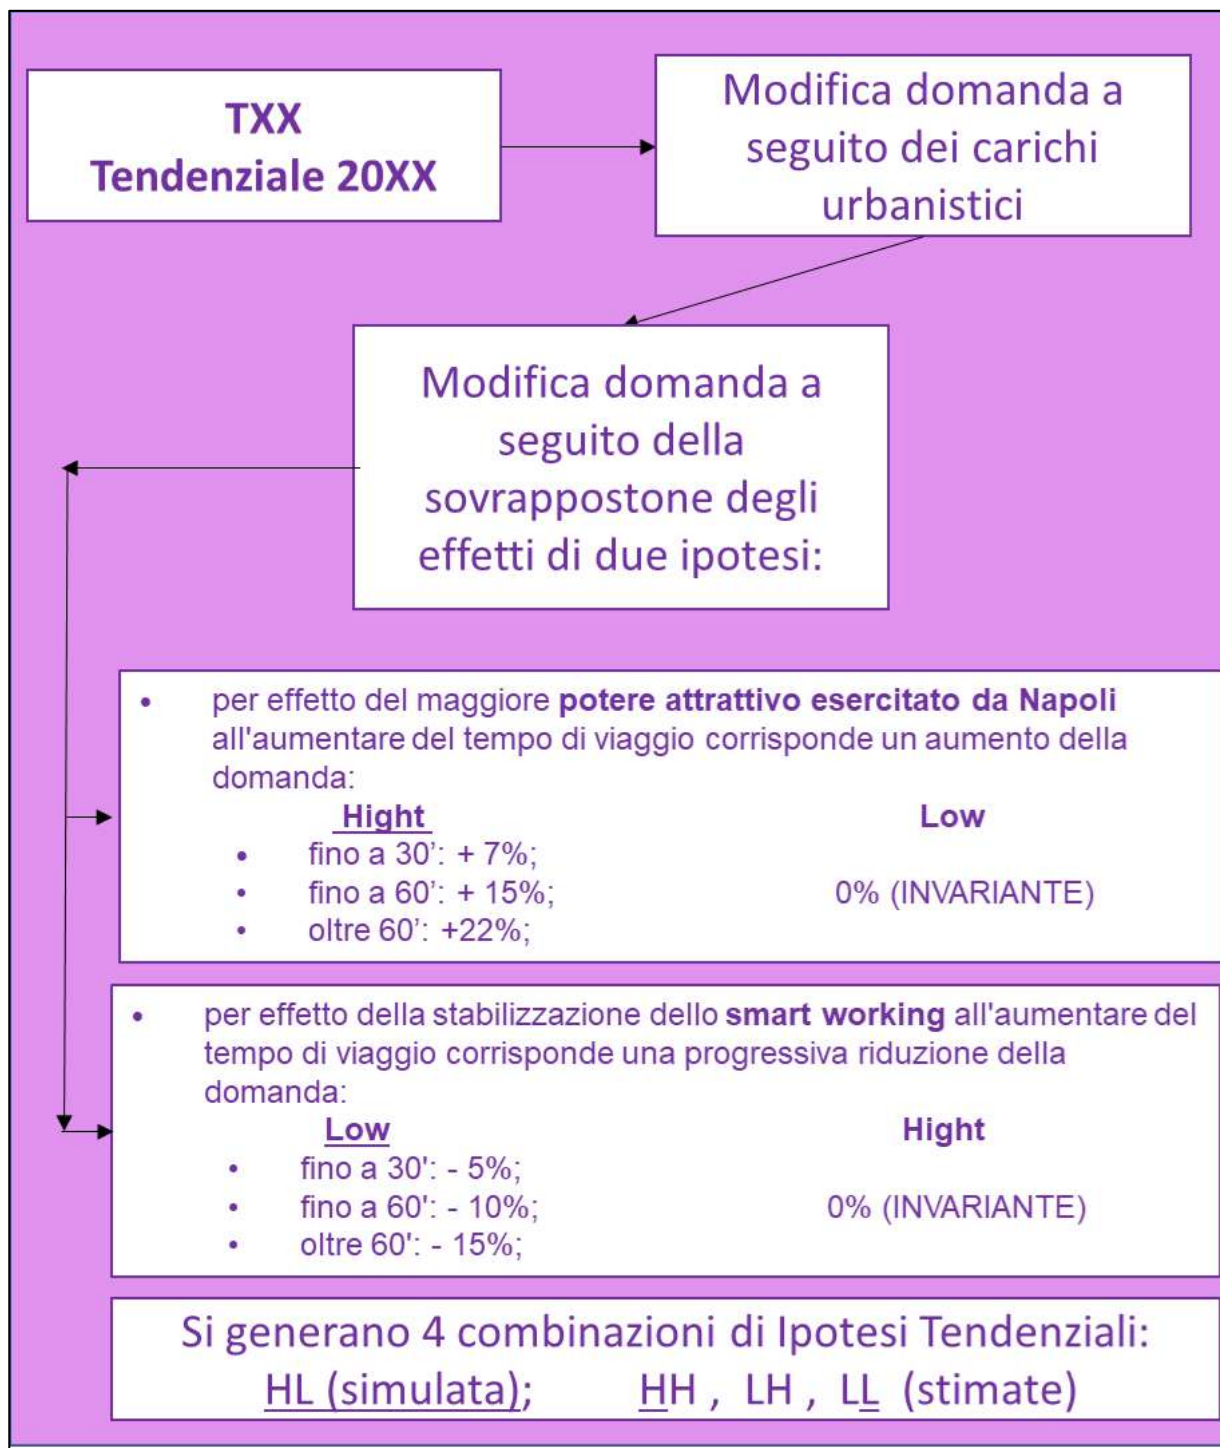 TXX
Tendenziale 20XX
Modifica domanda a
seguito dei carichi
urbanistici
Modifica domanda a
seguito della
sovrappostone degli
effetti di due ipotesi:
• per effetto del maggiore potere attrattivo esercitato da Napoli
all'aumentare del tempo di viaggio corrisponde un aumento della
domanda:
Hight Low
• fino a 30’: + 7%;
• fino a 60’: + 15%; 0% (INVARIANTE)
• oltre 60’: +22%;
• per effetto della stabilizzazione dello smart working all'aumentare del
tempo di viaggio corrisponde una progressiva riduzione della
domanda:
Low Hight
• fino a 30': - 5%;
• fino a 60': - 10%; 0% (INVARIANTE)
• oltre 60': - 15%;
Si generano 4 combinazioni di Ipotesi Tendenziali:
HL (simulata); HH , LH , LL (stimate)